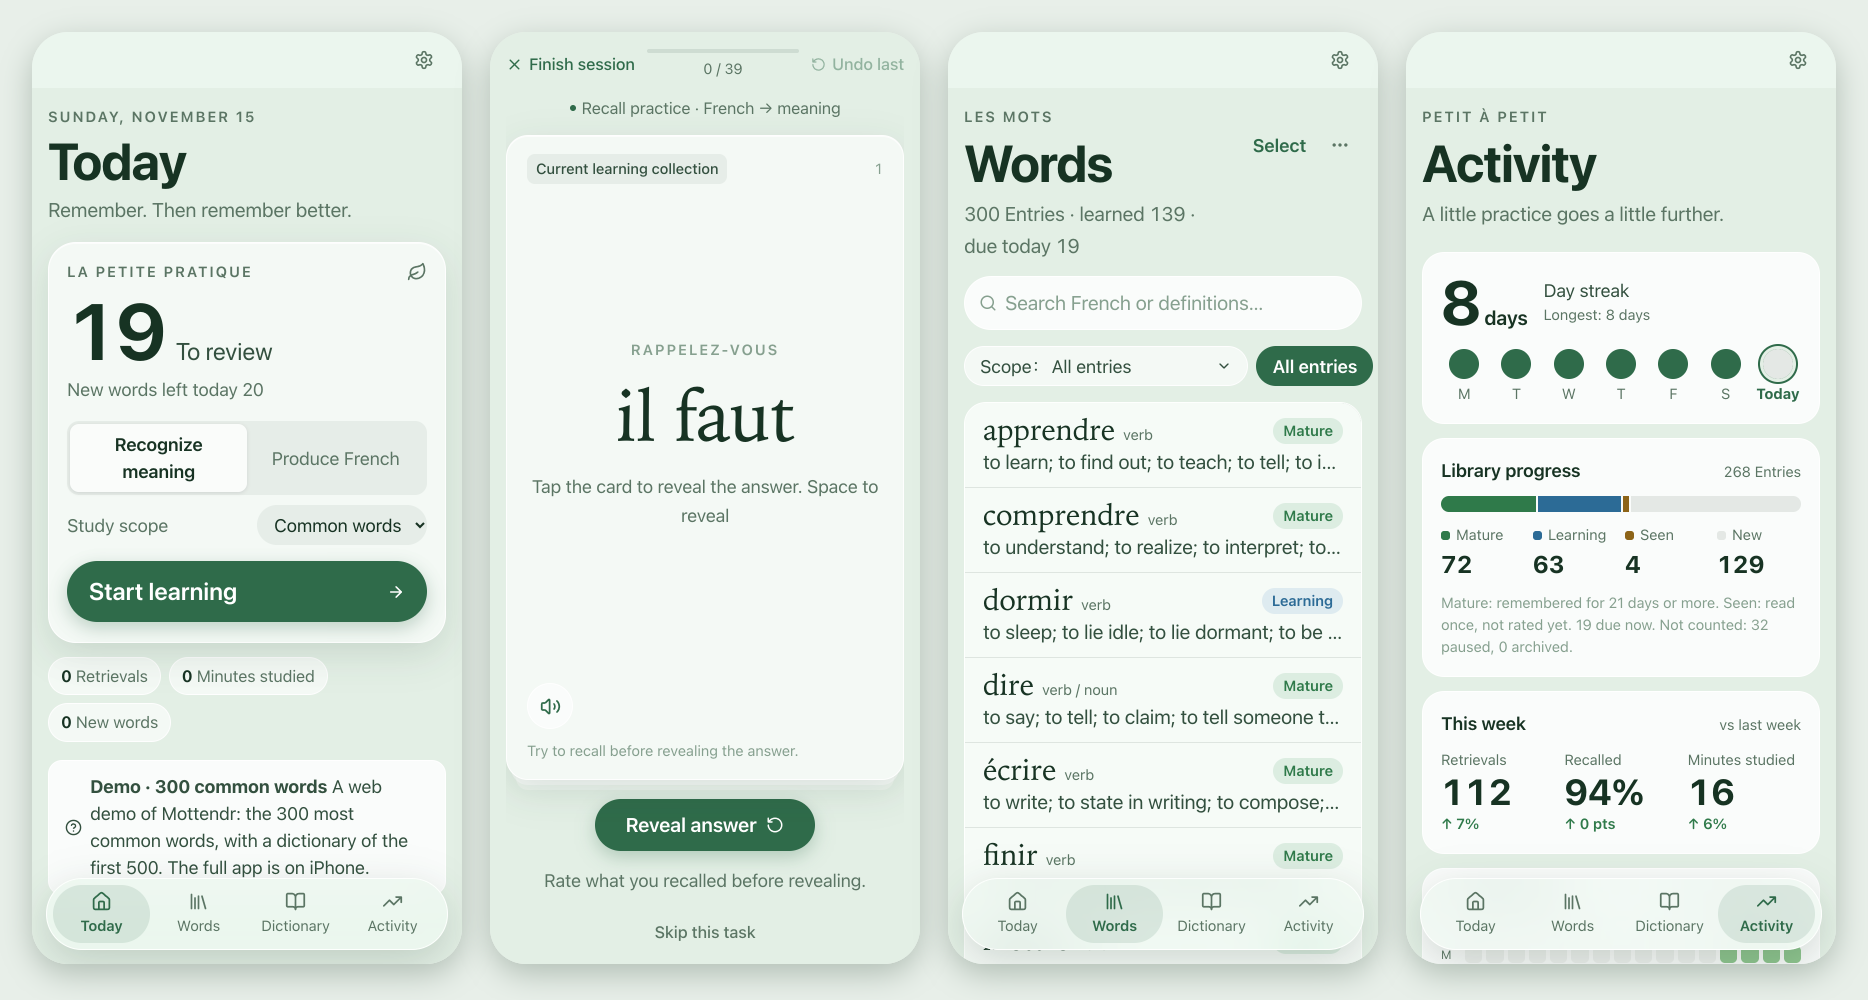 SUNDAY, NOVEMBER 15
Today
Remember. Then remember better.
LA PETITE PRATIQUE
19 To review
New words left today 20
Recognize
meaning
Produce French
Study scope
Common words
Start learning
0 Retrievals
0 Minutes studied
0 New words
Demo · 300 common words A web
demo of Mottendr: the 300 most
common words, with a dictionary of the
first 500. The full app is on iPhone.
Today
Words
Dictionary
Activity
Finish session
0 / 39
Undo last
Recall practice · French → meaning
Current learning collection
1
RAPPELEZ-VOUS
il faut
Tap the card to reveal the answer. Space to
reveal
Try to recall before revealing the answer.
Reveal answer
Rate what you recalled before revealing.
Skip this task
LES MOTS
Words
Select
300 Entries · learned 139 ·
due today 19
Search French or definitions...
Scope: All entries
All entries
apprendre verb
Mature
to learn; to find out; to teach; to tell; to i...
comprendre verb
Mature
to understand; to realize; to interpret; to...
dormir verb
Learning
to sleep; to lie idle; to lie dormant; to be ...
dire verb / noun
Mature
to say; to tell; to claim; to tell someone t...
écrire verb
Mature
to write; to state in writing; to compose;...
finir verb
Mature
Today
Words
Dictionary
Activity
PETIT À PETIT
Activity
A little practice goes a little further.
8 days
Day streak
Longest: 8 days
M T W T F S Today
Library progress
268 Entries
Mature Learning Seen New
72 63 4 129
Mature: remembered for 21 days or more. Seen: read
once, not rated yet. 19 due now. Not counted: 32
paused, 0 archived.
This week
vs last week
Retrievals Recalled Minutes studied
112 94% 16
↑ 7% ↑ 0 pts ↑ 6%
Today
Words
Dictionary
Activity
M